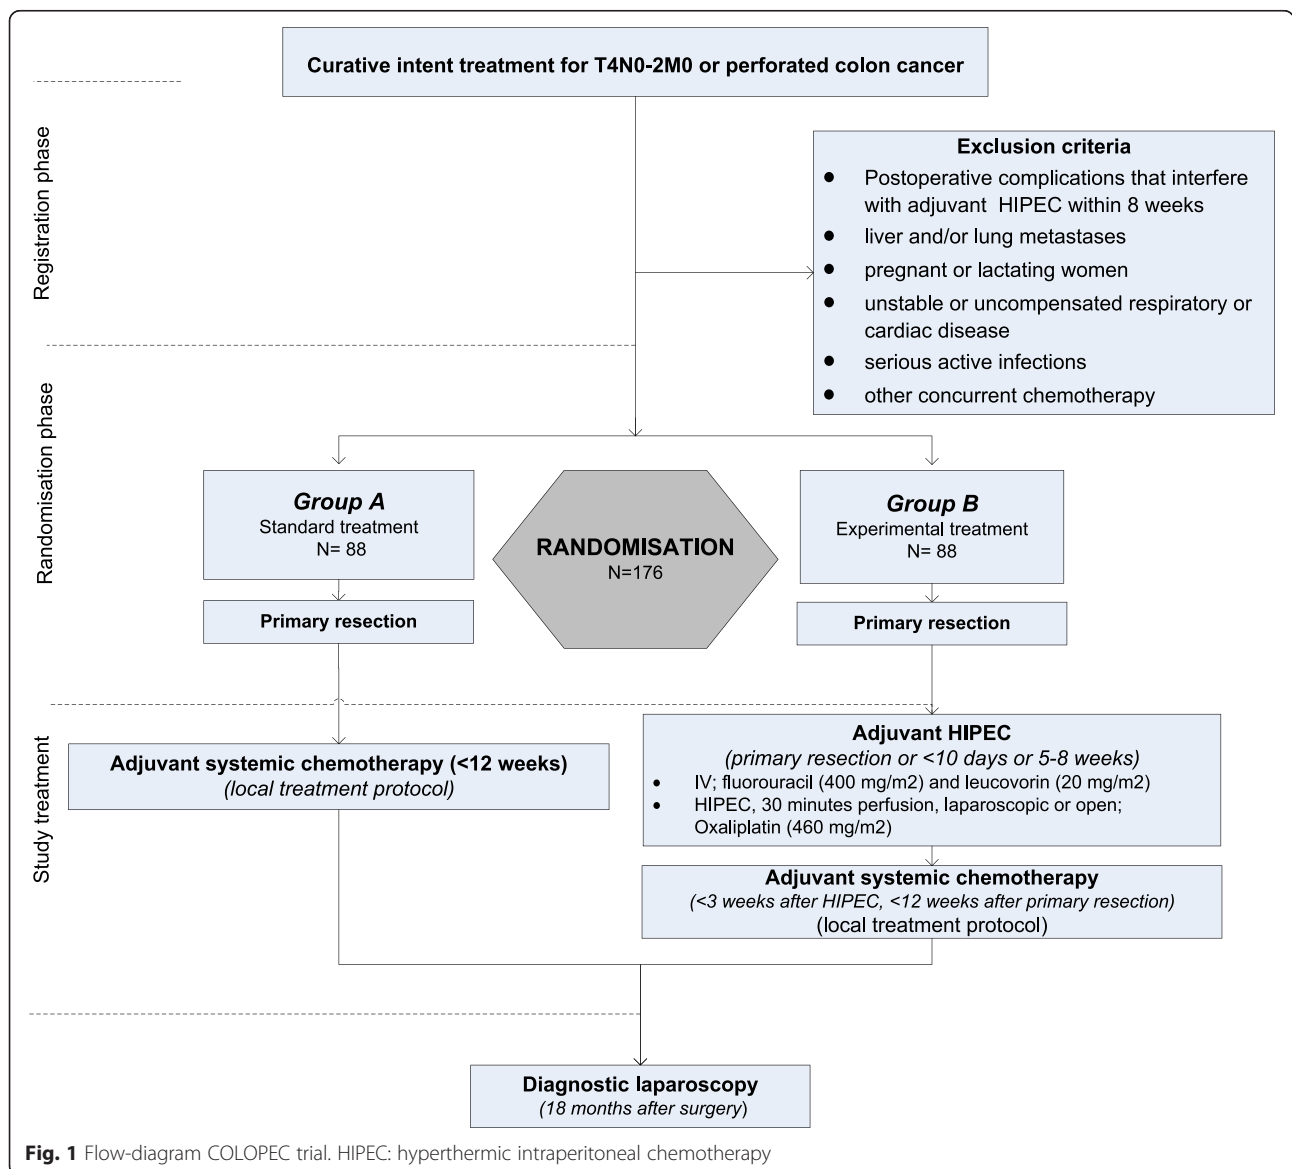 Curative intent treatment for T4N0-2M0 or perforated colon cancer
Registration phase
Exclusion criteria
● Postoperative complications that interfere
with adjuvant HIPEC within 8 weeks
● liver and/or lung metastases
● pregnant or lactating women
● unstable or uncompensated respiratory or
cardiac disease
● serious active infections
● other concurrent chemotherapy
Randomisation phase
Group A
Standard treatment
N= 88
RANDOMISATION
N=176
Group B
Experimental treatment
N= 88
Primary resection
Primary resection
Study treatment
Adjuvant systemic chemotherapy (<12 weeks)
(local treatment protocol)
Adjuvant HIPEC
(primary resection or <10 days or 5-8 weeks)
● IV; fluorouracil (400 mg/m2) and leucovorin (20 mg/m2)
● HIPEC, 30 minutes perfusion, laparoscopic or open;
Oxaliplatin (460 mg/m2)
Adjuvant systemic chemotherapy
(<3 weeks after HIPEC, <12 weeks after primary resection)
(local treatment protocol)
Diagnostic laparoscopy
(18 months after surgery)
Fig. 1 Flow-diagram COLOPEC trial. HIPEC: hyperthermic intraperitoneal chemotherapy